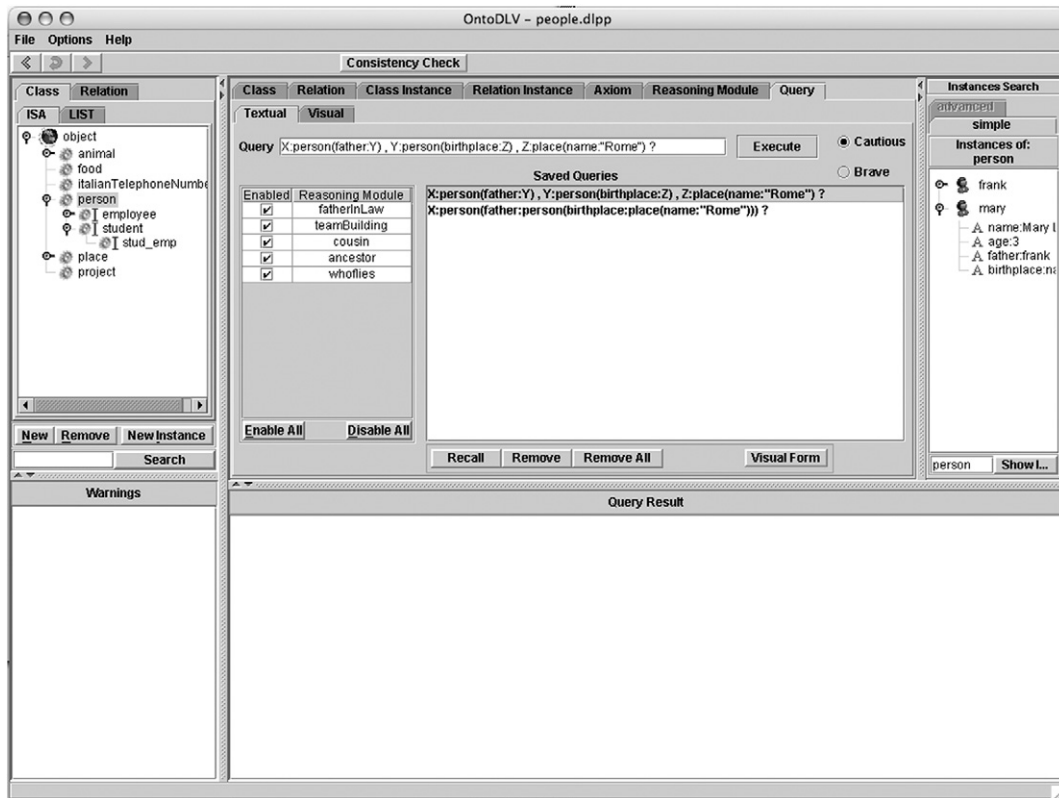 OntoDLV – people.dlpp
File Options Help
Consistency Check
Class Relation
ISA LIST
object
animal
food
italianTelephoneNumbe
person
employee
student
stud_emp
place
project
New Remove New Instance
Search
Warnings
Class Relation Class Instance Relation Instance Axiom Reasoning Module Query
Textual Visual
Query X:person(father:Y) , Y:person(birthplace:Z) , Z:place(name:"Rome") ? Execute
Cautious
Brave
Enabled Reasoning Module
fatherInLaw
teamBuilding
cousin
ancestor
whoflies
Enable All Disable All
Saved Queries
X:person(father:Y) , Y:person(birthplace:Z) , Z:place(name:"Rome") ?
X:person(father:person(birthplace:place(name:"Rome"))) ?
Recall Remove Remove All Visual Form
Query Result
Instances Search
advanced
simple
Instances of:
person
frank
mary
A name:Mary
A age:3
A father:frank
A birthplace:na
person Show I...